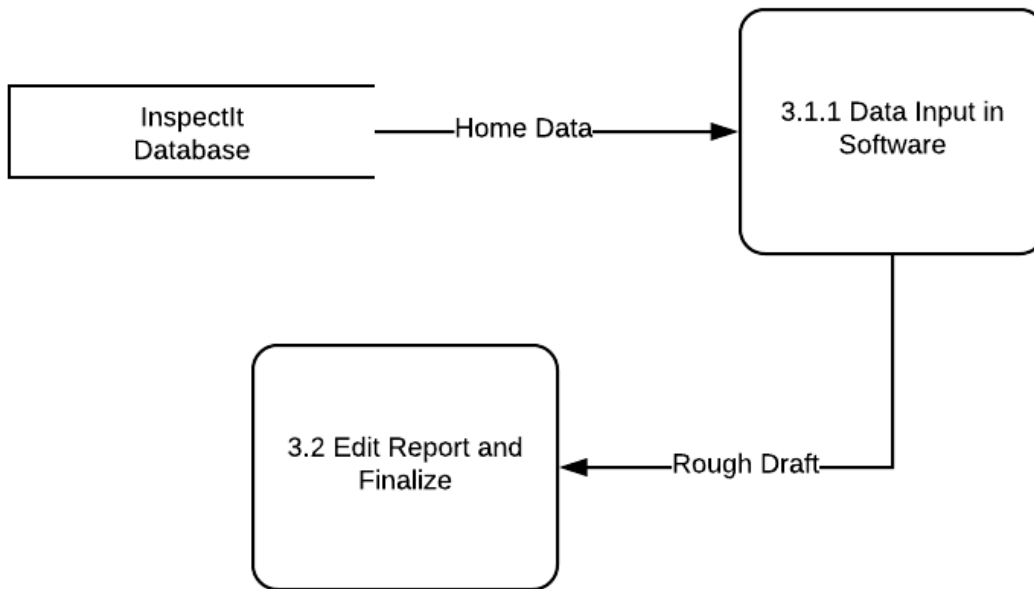 InspectIt
Database
Home Data
3.1.1 Data Input in
Software
3.2 Edit Report and
Finalize
Rough Draft